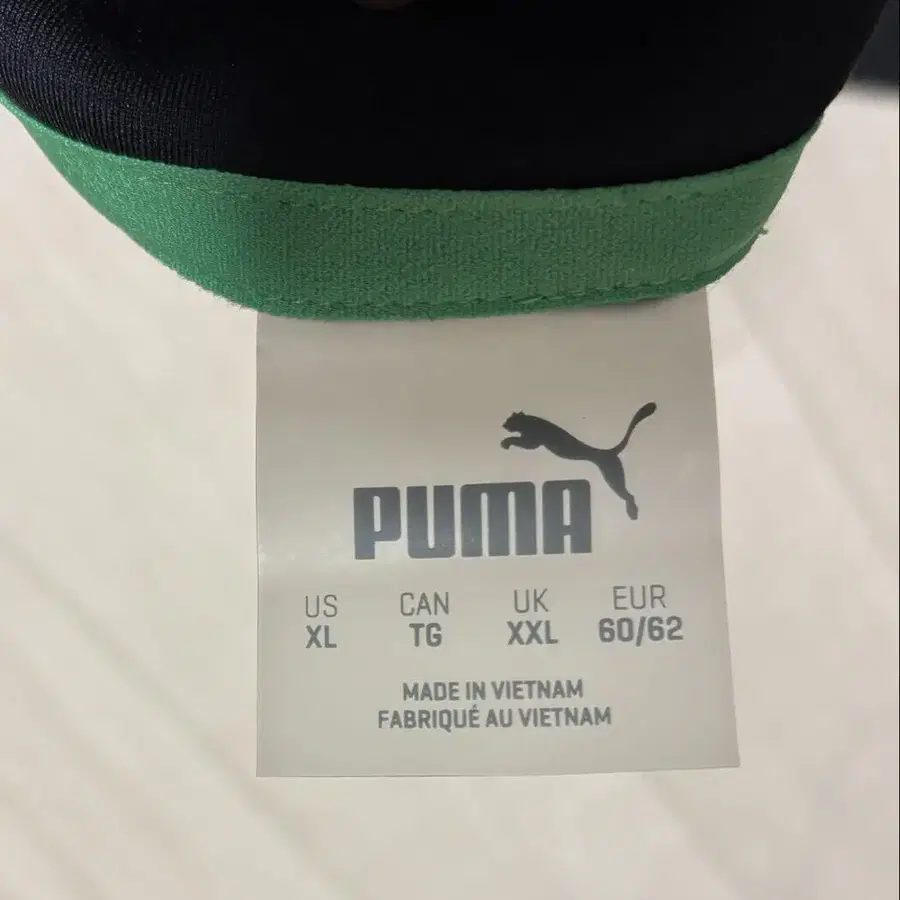 PUMA
US CAN UK EUR
XL TG XXL 60/62
MADE IN VIETNAM
FABRIQUÉ AU VIETNAM